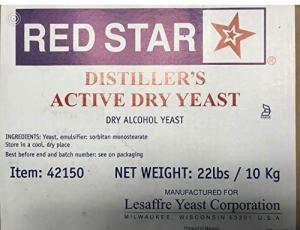 RED STAR®
DISTILLER'S
ACTIVE DRY YEAST
DRY ALCOHOL YEAST
INGREDIENTS: Yeast, emulsifier: sorbitan monostearate
Store in a cool, dry place
Best before end and batch number: see on packaging
Item: 42150 NET WEIGHT: 22lbs / 10 Kg
MANUFACTURED FOR
Lesaffre Yeast Corporation
MILWAUKEE, WISCONSIN 53201 U.S.A